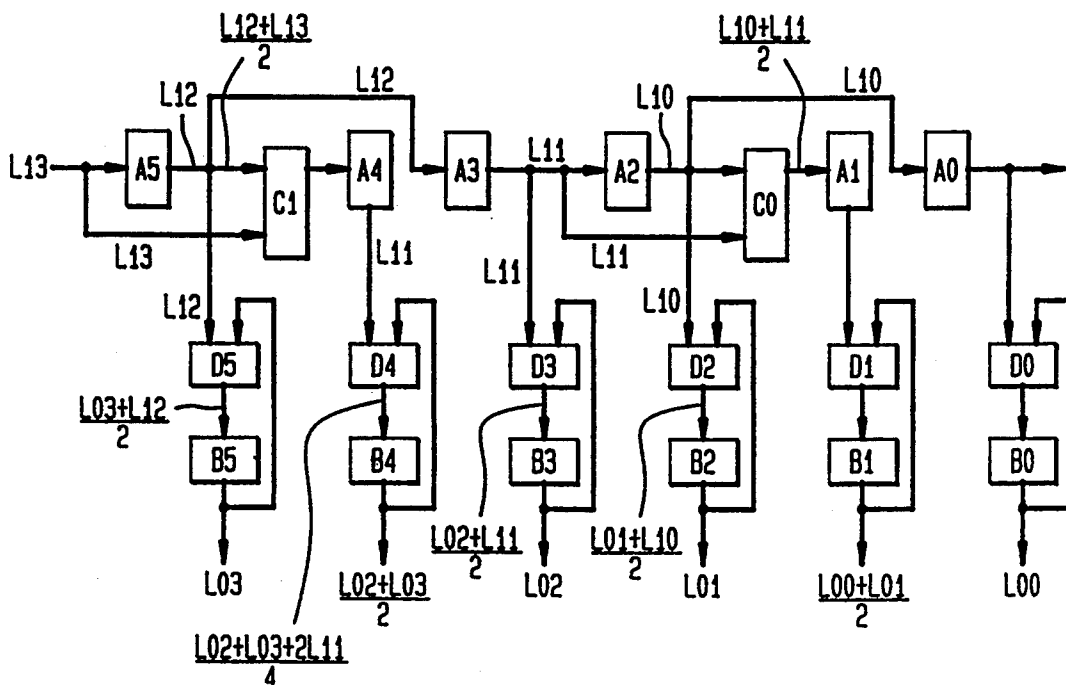 L12+L13
2
L10+L11
2
L12
L12
L10
L10
L13
A5
C1
A4
A3
L11
A2
C0
A1
A0
L13
L11
L11
L11
L12
L10
D5
D4
D3
D2
D1
D0
L03+L12
2
B5
B4
B3
B2
B1
B0
L02+L11
2
L01+L10
2
L03
L02+L03
2
L02
L01
L00+L01
2
L00
L02+L03+2L11
4